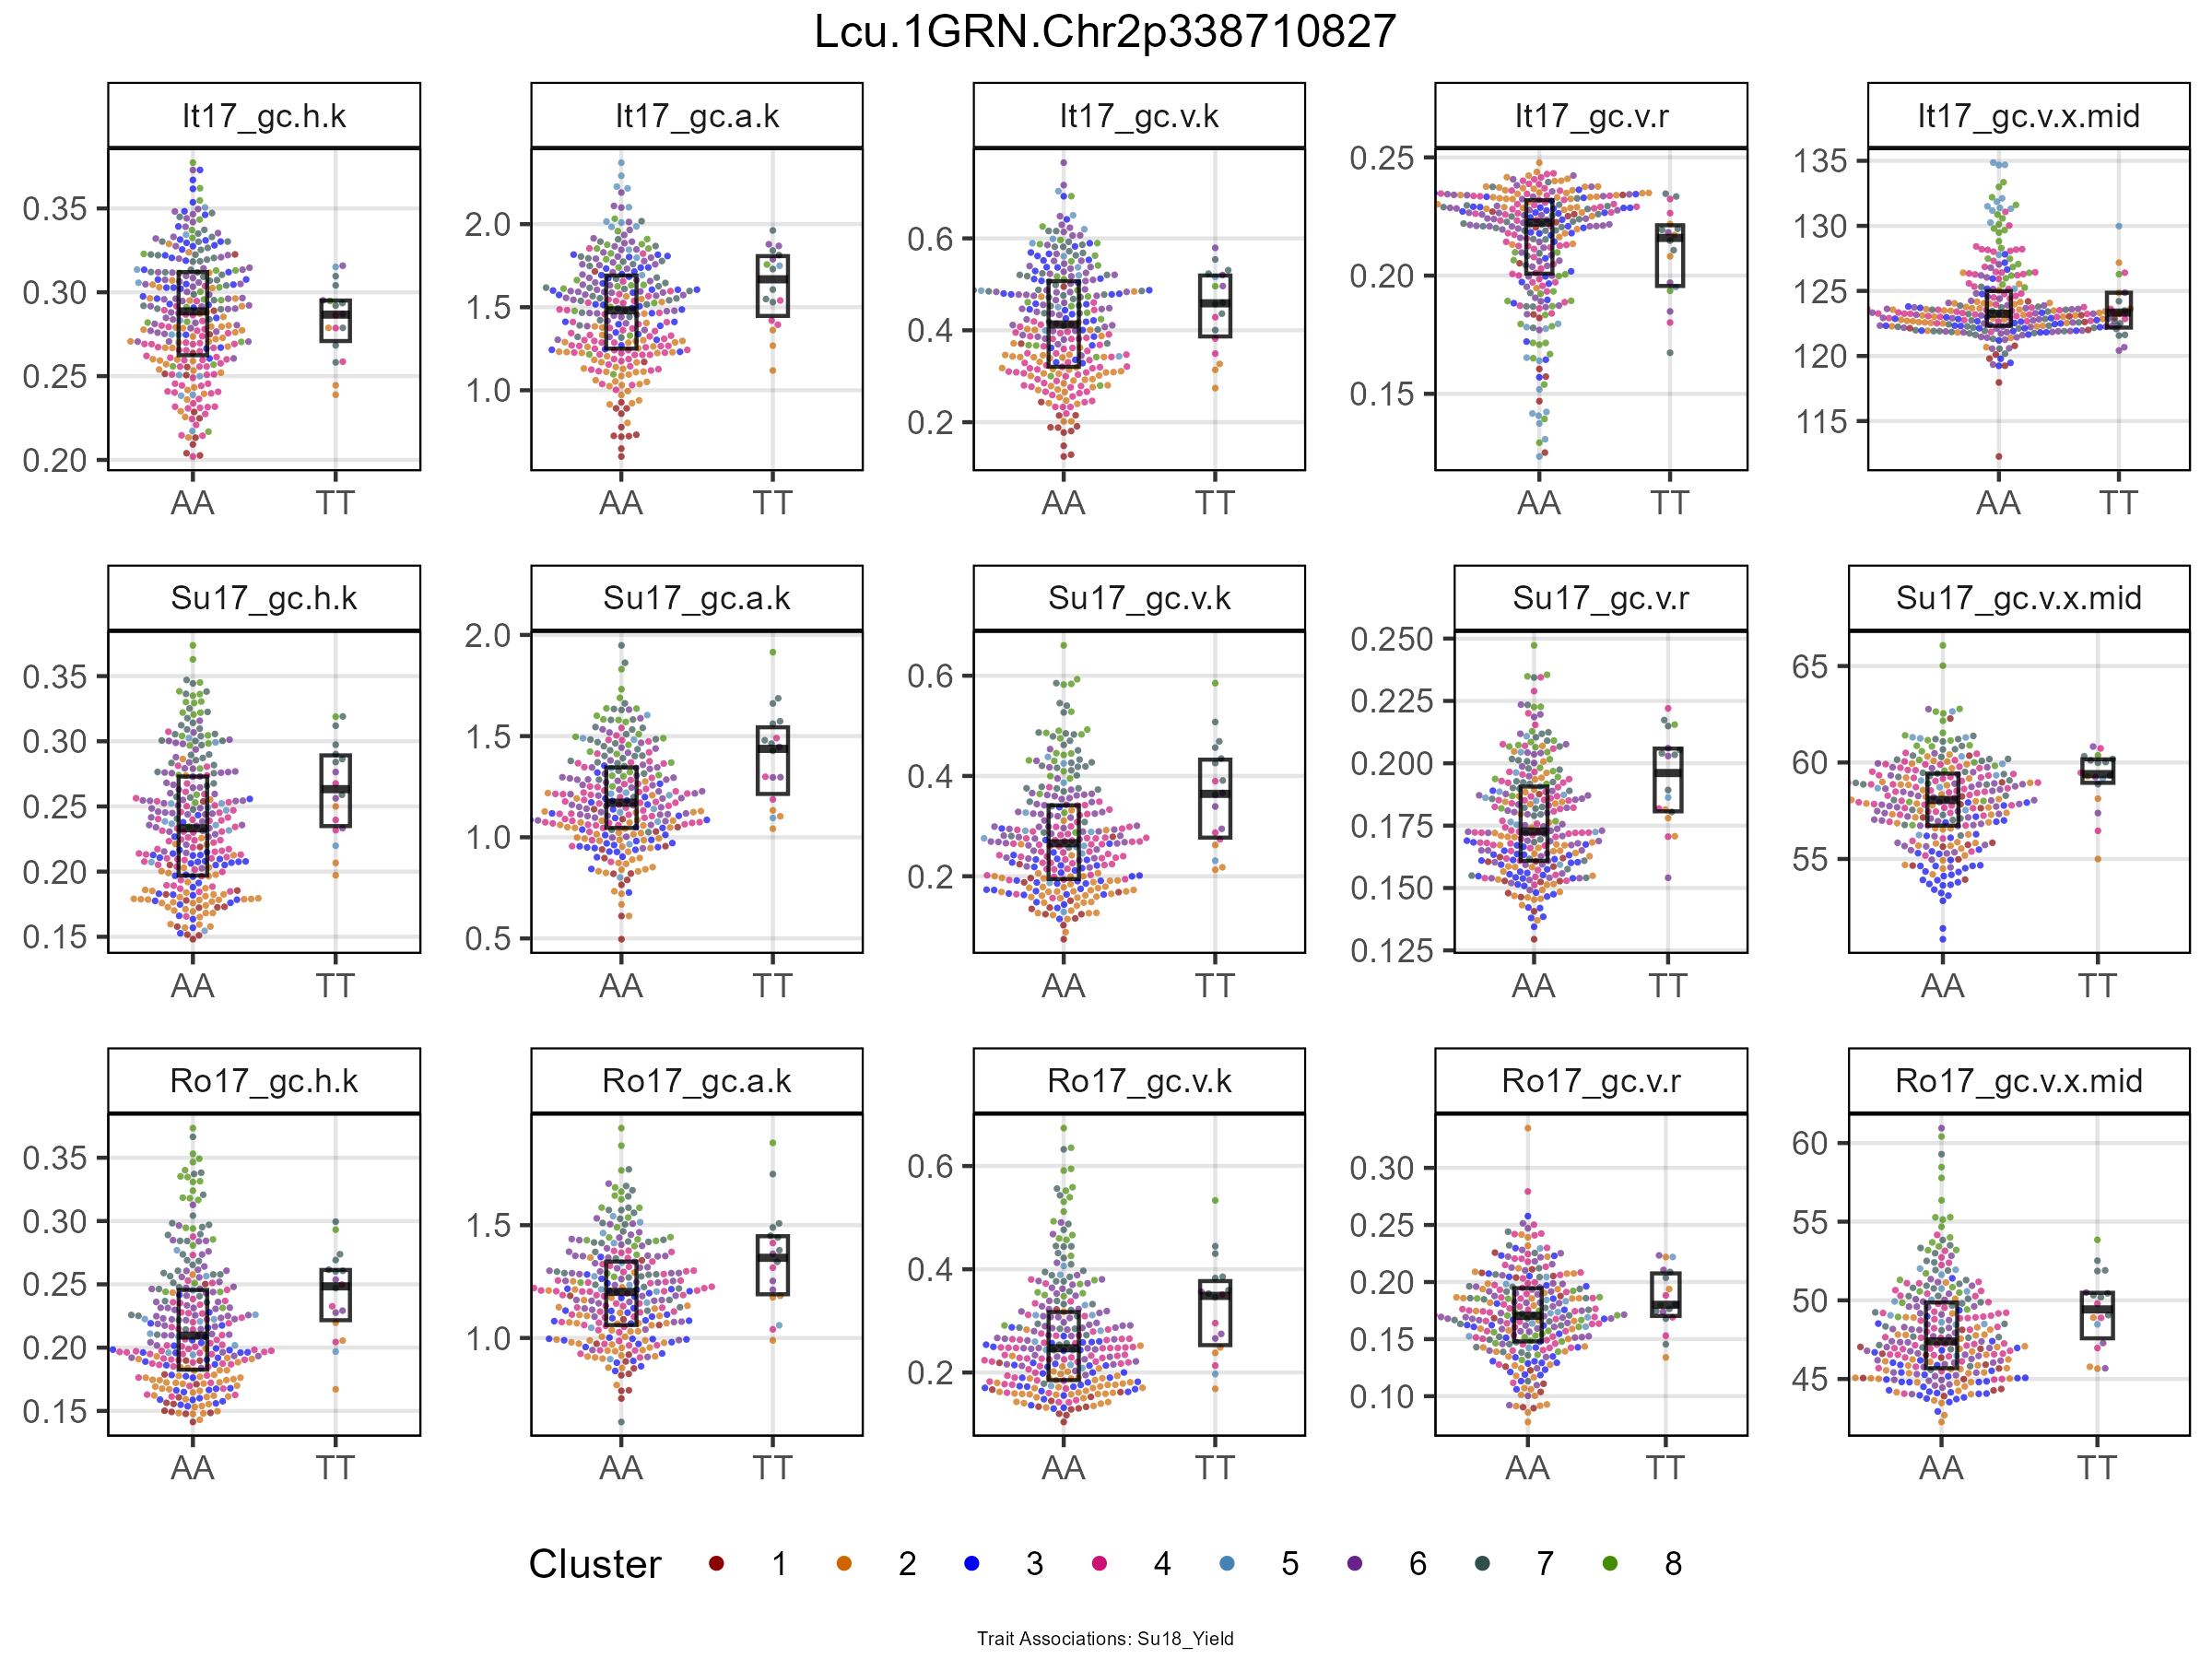 Lcu.1GRN.Chr2p338710827
It17_gc.h.k
0.35
0.30
0.25
0.20
AA TT
It17_gc.a.k
2.0
1.5
1.0
AA TT
It17_gc.v.k
0.6
0.4
0.2
AA TT
It17_gc.v.r
0.25
0.20
0.15
AA TT
It17_gc.v.x.mid
135
130
125
120
115
AA TT
Su17_gc.h.k
0.35
0.30
0.25
0.20
0.15
AA TT
Su17_gc.a.k
2.0
1.5
1.0
0.5
AA TT
Su17_gc.v.k
0.6
0.4
0.2
AA TT
Su17_gc.v.r
0.250
0.225
0.200
0.175
0.150
0.125
AA TT
Su17_gc.v.x.mid
65
60
55
AA TT
Ro17_gc.h.k
0.35
0.30
0.25
0.20
0.15
AA TT
Ro17_gc.a.k
1.5
1.0
AA TT
Ro17_gc.v.k
0.6
0.4
0.2
AA TT
Ro17_gc.v.r
0.30
0.25
0.20
0.15
0.10
AA TT
Ro17_gc.v.x.mid
60
55
50
45
AA TT
Cluster 1 2 3 4 5 6 7 8
Trait Associations: Su18_Yield